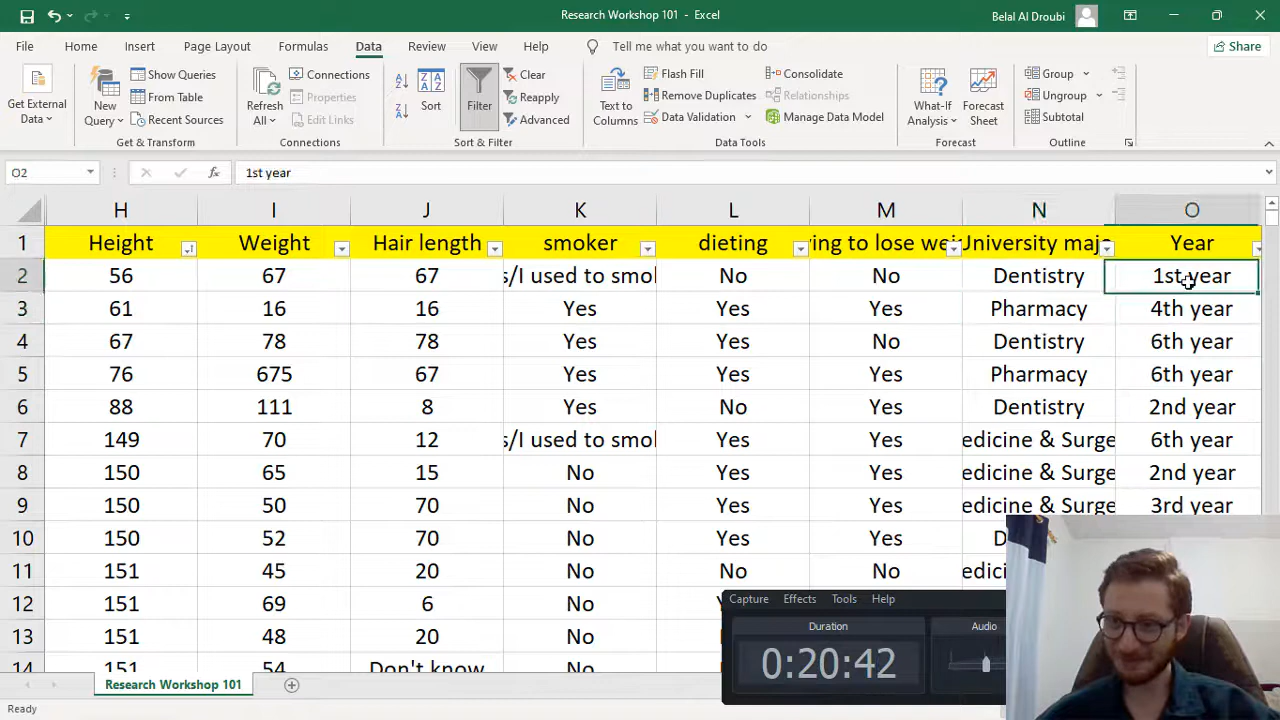 Research Workshop 101 - Excel
Belal Al Droubi
File Home Insert Page Layout Formulas Data Review View Help Tell me what you want to do Share
Get External Data
New Query
Show Queries
From Table
Recent Sources
Get & Transform
Refresh All
Connections
Properties
Edit Links
Connections
Sort
Filter
Clear
Reapply
Advanced
Sort & Filter
Text to Columns
Flash Fill
Remove Duplicates
Data Validation
Consolidate
Relationships
Manage Data Model
Data Tools
What-If Analysis
Forecast Sheet
Forecast
Group
Ungroup
Subtotal
Outline
O2 fx 1st year
H I J K L M N O
1 Height Weight Hair length smoker dieting ing to lose wei University maj Year
2 56 67 67 s/I used to smol No No Dentistry 1st year
3 61 16 16 Yes Yes Yes Pharmacy 4th year
4 67 78 78 Yes Yes No Dentistry 6th year
5 76 675 67 Yes Yes Yes Pharmacy 6th year
6 88 111 8 Yes No Yes Dentistry 2nd year
7 149 70 12 s/I used to smol Yes Yes edicine & Surge 6th year
8 150 65 15 No Yes Yes edicine & Surge 2nd year
9 150 50 70 No Yes Yes edicine & Surge 3rd year
10 150 52 70 No Yes Yes D
11 151 45 20 No No No edici
12 151 69 6 No
13 151 48 20 No
14 151 54 Don't know No
Capture Effects Tools Help
Duration Audio
0:20:42
Research Workshop 101
Ready